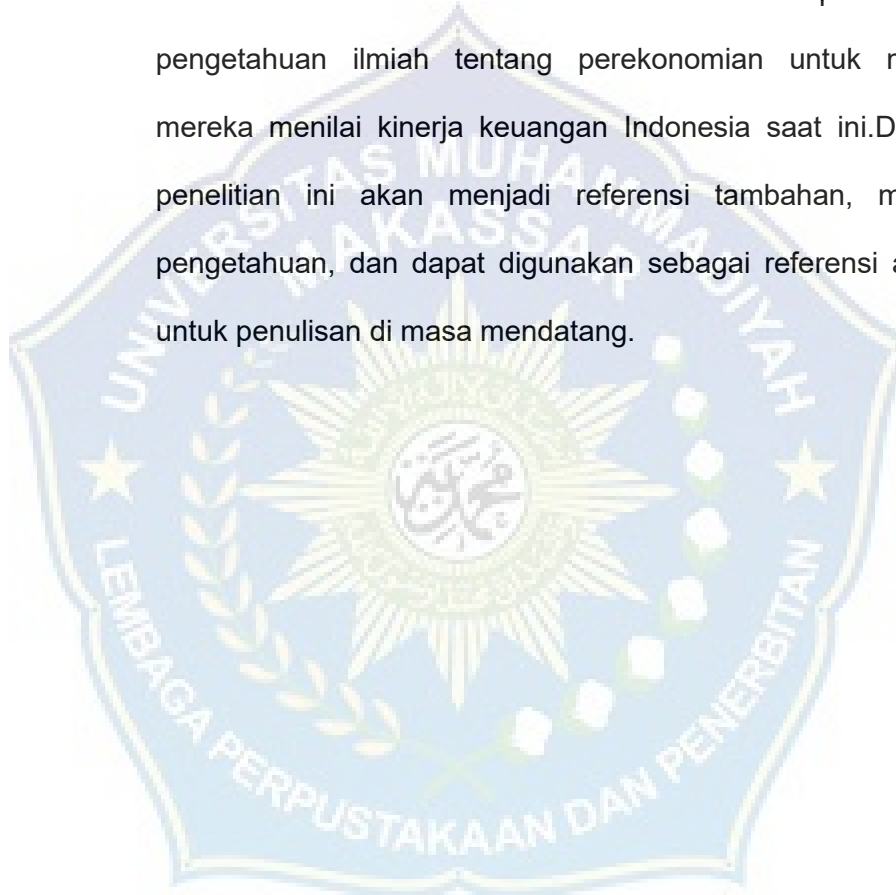 pengetahuan ilmiah tentang perekonomian untuk
mereka menilai kinerja keuangan Indonesia saat ini.D
penelitian ini akan menjadi referensi tambahan,
pengetahuan, dan dapat digunakan sebagai referensi
untuk penulisan di masa mendatang.
UNIVERSITAS MUHAMMADIYAH
MAKASSAR
LEMBAGA PERPUSTAKAAN DAN PENERBITAN